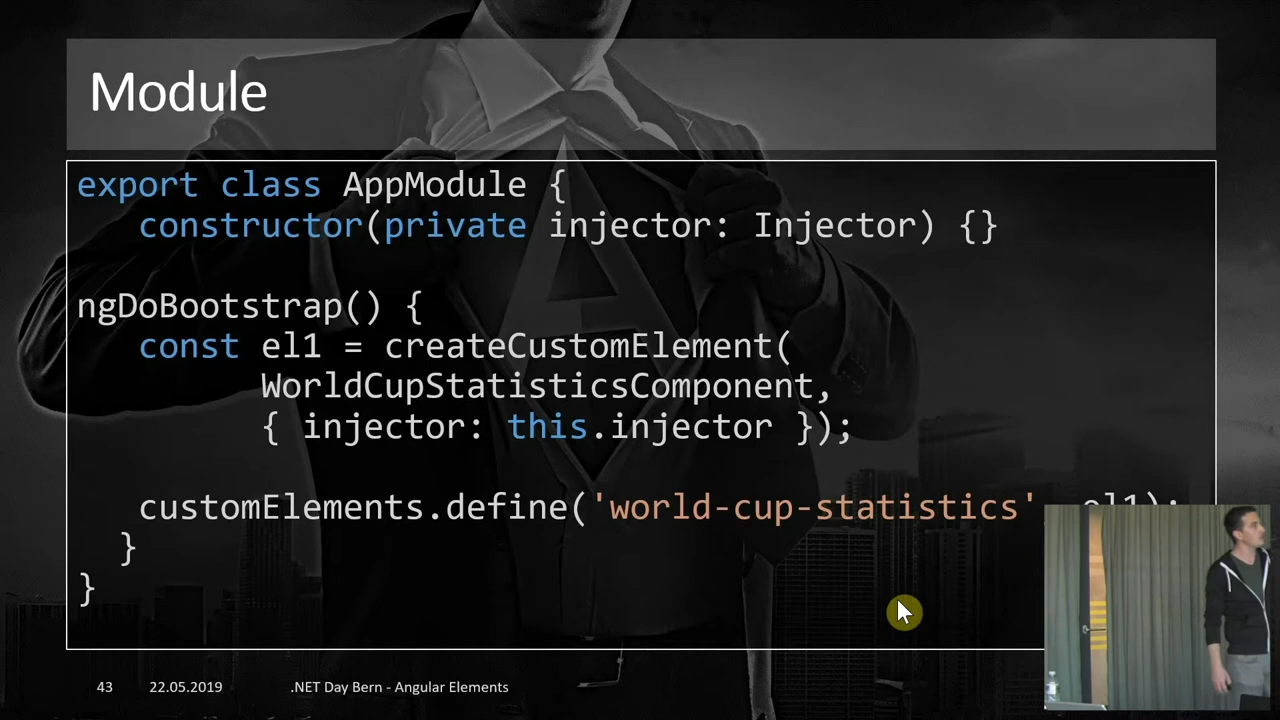 Module
export class AppModule {
constructor(private injector: Injector) {}
ngDoBootstrap() {
const el1 = createCustomElement(
WorldCupStatisticsComponent,
{ injector: this.injector });
customElements.define('world-cup-statistics', el1);
}
}
43 22.05.2019 .NET Day Bern - Angular Elements